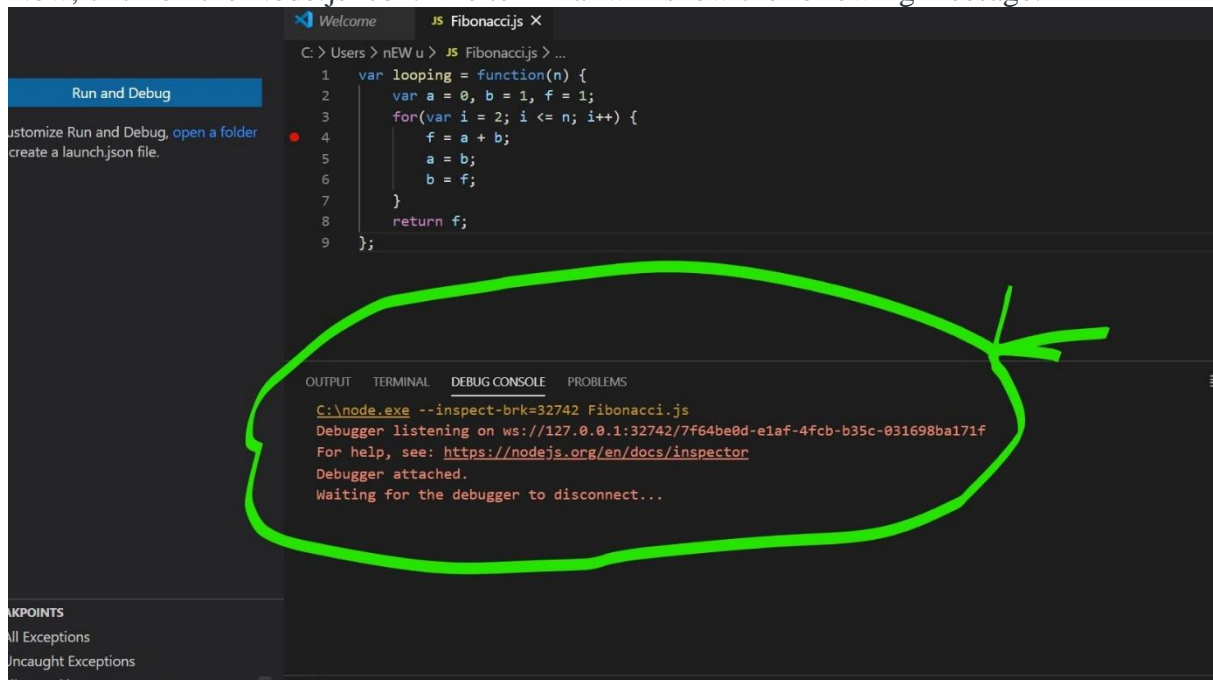 Welcome JS Fibonacci.js ×
C: > Users > nEW u > JS Fibonacci.js > ...
Run and Debug
ustomize Run and Debug, open a folder
create a launch.json file.
1 var looping = function(n) {
2 var a = 0, b = 1, f = 1;
3 for(var i = 2; i <= n; i++) {
4 f = a + b;
5 a = b;
6 b = f;
7 }
8 return f;
9 };
OUTPUT TERMINAL DEBUG CONSOLE PROBLEMS
C:\node.exe --inspect-brk=32742 Fibonacci.js
Debugger listening on ws://127.0.0.1:32742/7f64be0d-e1af-4fcb-b35c-031698ba171f
For help, see: https://nodejs.org/en/docs/inspector
Debugger attached.
Waiting for the debugger to disconnect...
AKPOINTS
All Exceptions
Uncaught Exceptions